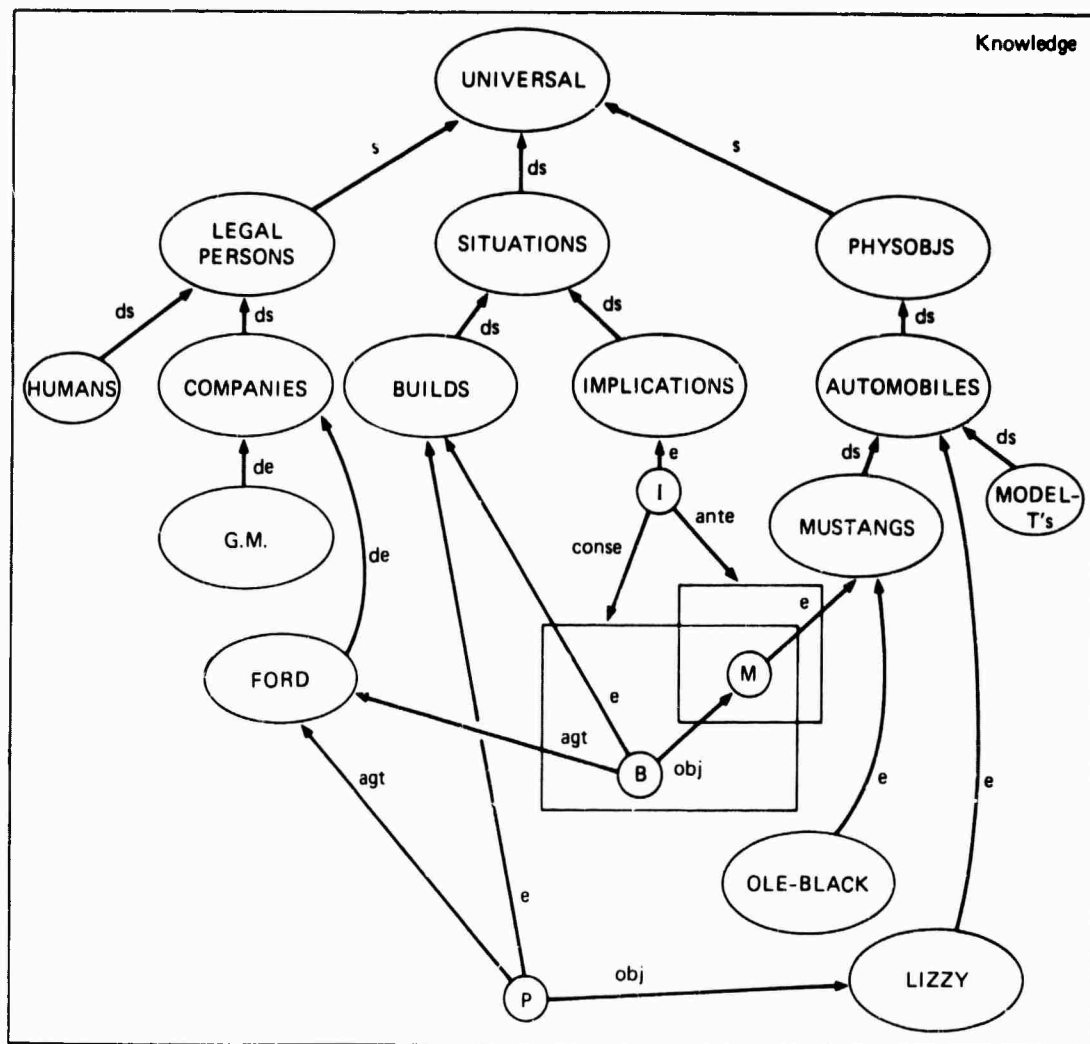 Knowledge
UNIVERSAL
s
ds
s
LEGAL
PERSONS
SITUATIONS
PHYSOBJS
ds
ds
ds
ds
ds
HUMANS
COMPANIES
BUILDS
IMPLICATIONS
AUTOMOBILES
de
e
ds
ds
G.M.
I
ante
MUSTANGS
MODEL-
T's
de
conse
e
FORD
M
e
agt
B
obj
agt
e
e
OLE-BLACK
e
P
obj
LIZZY